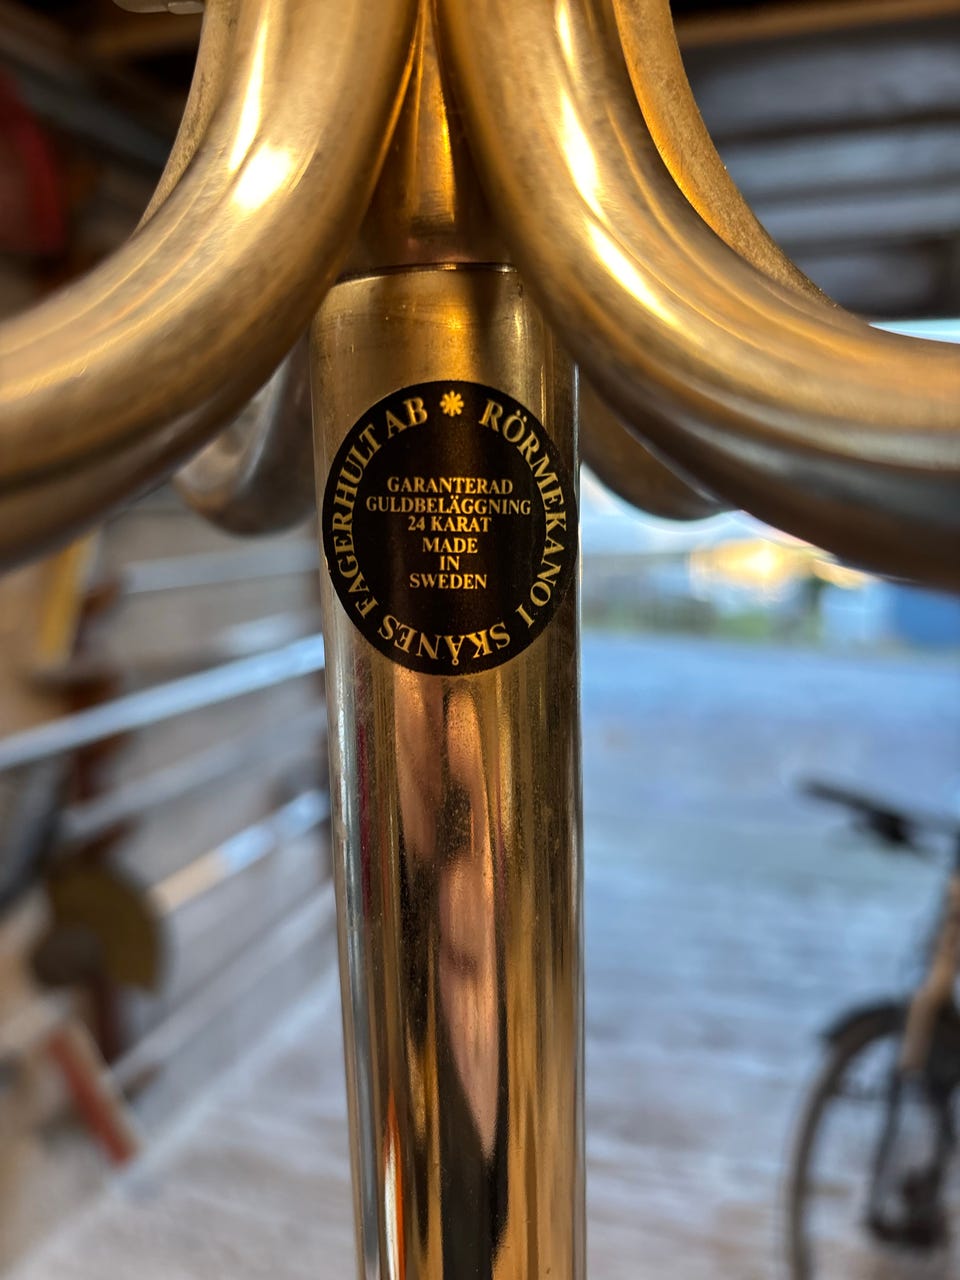 RÖRMEKANO I SKÅNES FAGERHULT AB *
GARANTERAD
GULDBELÄGGNING
24 KARAT
MADE
IN
SWEDEN